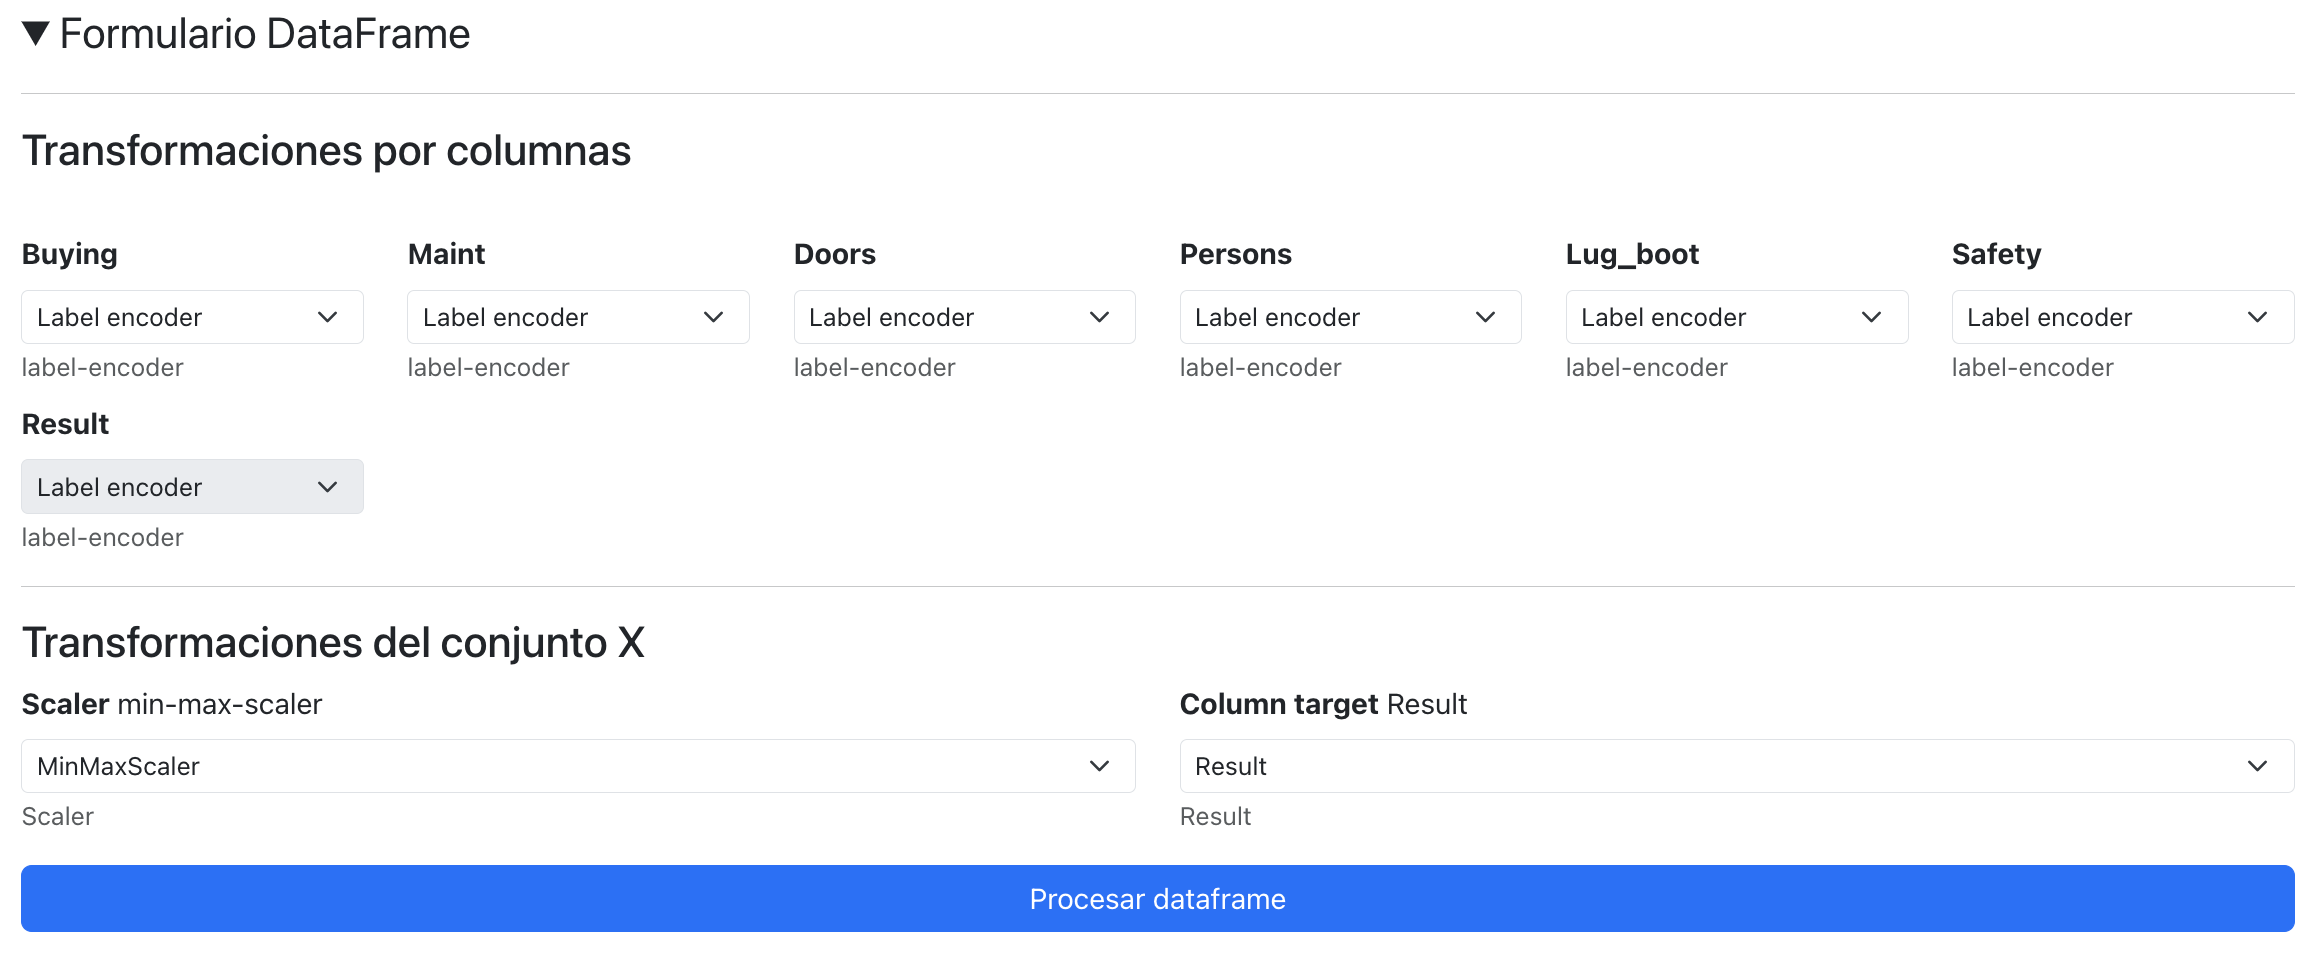 ▼ Formulario DataFrame
Transformaciones por columnas
Buying Maint Doors Persons Lug_boot Safety
Label encoder Label encoder Label encoder Label encoder Label encoder Label encoder
label-encoder label-encoder label-encoder label-encoder label-encoder label-encoder
Result
Label encoder
label-encoder
Transformaciones del conjunto X
Scaler min-max-scaler Column target Result
MinMaxScaler Result
Scaler Result
Procesar dataframe